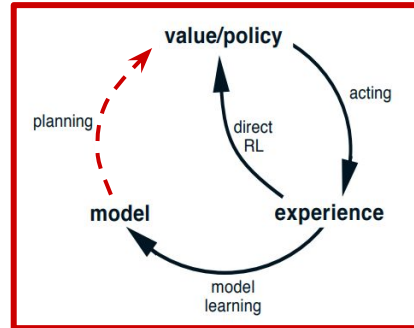 value/policy
acting
planning
direct
RL
model
experience
model
learning